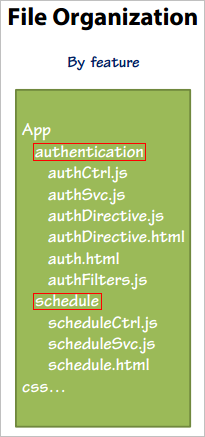 File Organization
By feature
App
authentication
authCtrl.js
authSvc.js
authDirective.js
authDirective.html
auth.html
authFilters.js
schedule
scheduleCtrl.js
scheduleSvc.js
schedule.html
css...